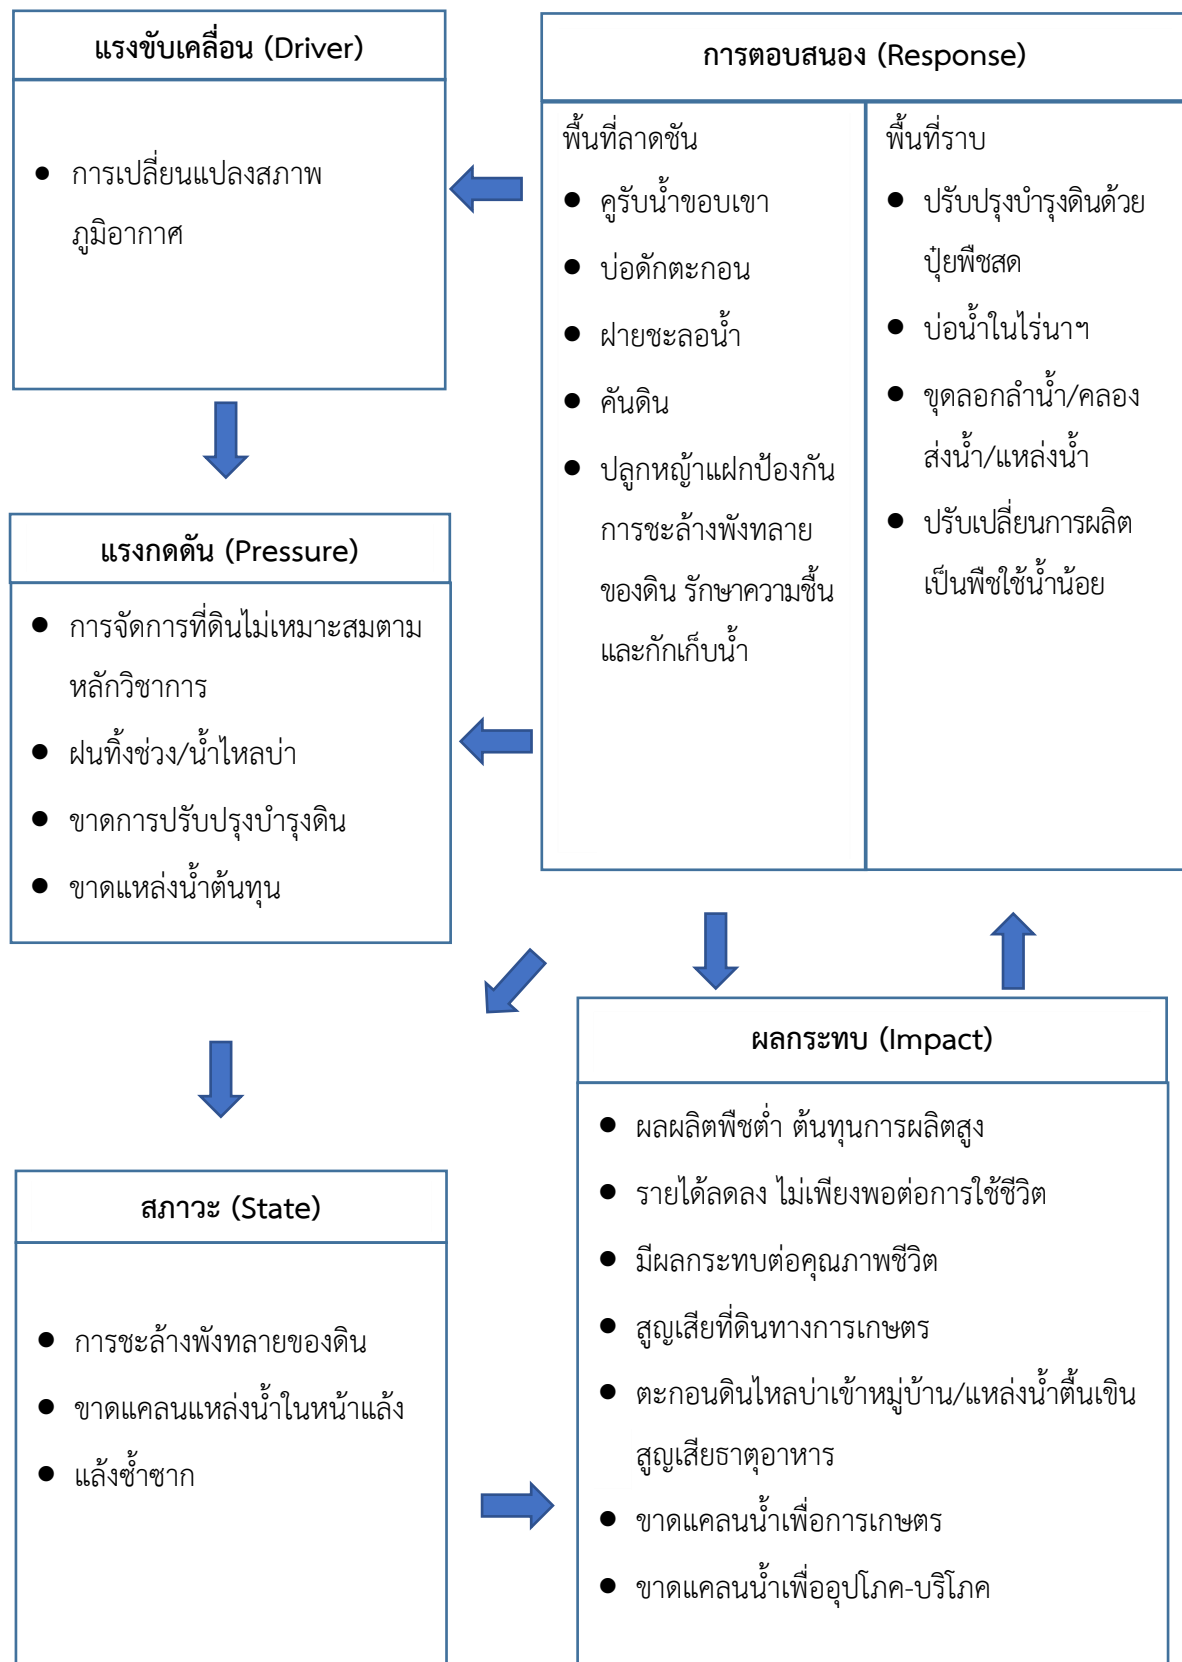 แรงขับเคลื่อน (Driver)
● การเปลี่ยนแปลงสภาพ
ภูมิอากาศ
การตอบสนอง (Response)
พื้นที่ลาดชัน
● คูรับน้ำขอบเขา
● บ่อดักตะกอน
● ฝายชะลอน้ำ
● คันดิน
● ปลูกหญ้าแฝกป้องกัน
การชะล้างพังทลาย
ของดิน รักษาความชื้น
และกักเก็บน้ำ
พื้นที่ราบ
● ปรับปรุงบำรุงดินด้วย
ปุ๋ยพืชสด
● บ่อน้ำในไร่นาฯ
● ขุดลอกลำน้ำ/คลอง
ส่งน้ำ/แหล่งน้ำ
● ปรับเปลี่ยนการผลิต
เป็นพืชใช้น้ำน้อย
แรงกดดัน (Pressure)
● การจัดการที่ดินไม่เหมาะสมตาม
หลักวิชาการ
● ฝนทิ้งช่วง/น้ำไหลบ่า
● ขาดการปรับปรุงบำรุงดิน
● ขาดแหล่งน้ำต้นทุน
สภาวะ (State)
● การชะล้างพังทลายของดิน
● ขาดแคลนแหล่งน้ำในหน้าแล้ง
● แล้งซ้ำซาก
ผลกระทบ (Impact)
● ผลผลิตพืชต่ำ ต้นทุนการผลิตสูง
● รายได้ลดลง ไม่เพียงพอต่อการใช้ชีวิต
● มีผลกระทบต่อคุณภาพชีวิต
● สูญเสียที่ดินทางการเกษตร
● ตะกอนดินไหลบ่าเข้าหมู่บ้าน/แหล่งน้ำตื้นเขิน
สูญเสียธาตุอาหาร
● ขาดแคลนน้ำเพื่อการเกษตร
● ขาดแคลนน้ำเพื่ออุปโภค-บริโภค